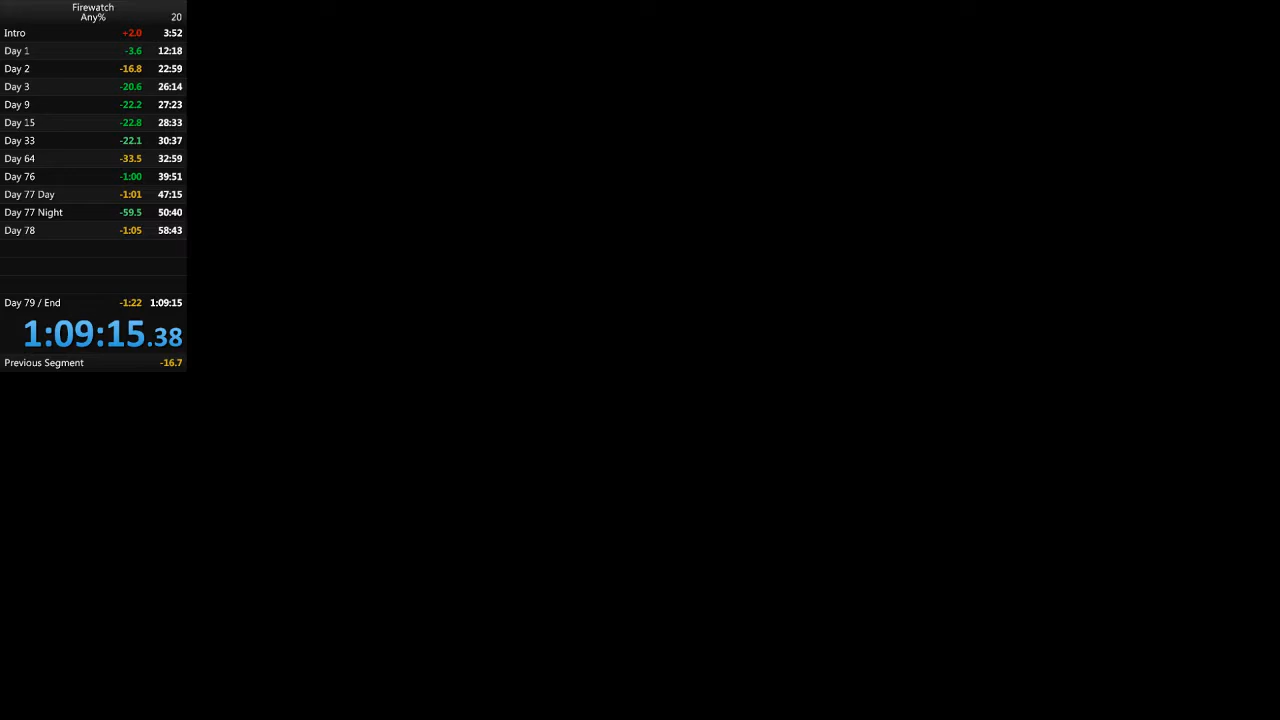 Firewatch
Any% 20
Intro +2.0 3:52
Day 1 -3.6 12:18
Day 2 -16.8 22:59
Day 3 -20.6 26:14
Day 9 -22.2 27:23
Day 15 -22.8 28:33
Day 33 -22.1 30:37
Day 64 -33.5 32:59
Day 76 -1:00 39:51
Day 77 Day -1:01 47:15
Day 77 Night -59.5 50:40
Day 78 -1:05 58:43
Day 79 / End -1:22 1:09:15
1:09:15.38
Previous Segment -16.7